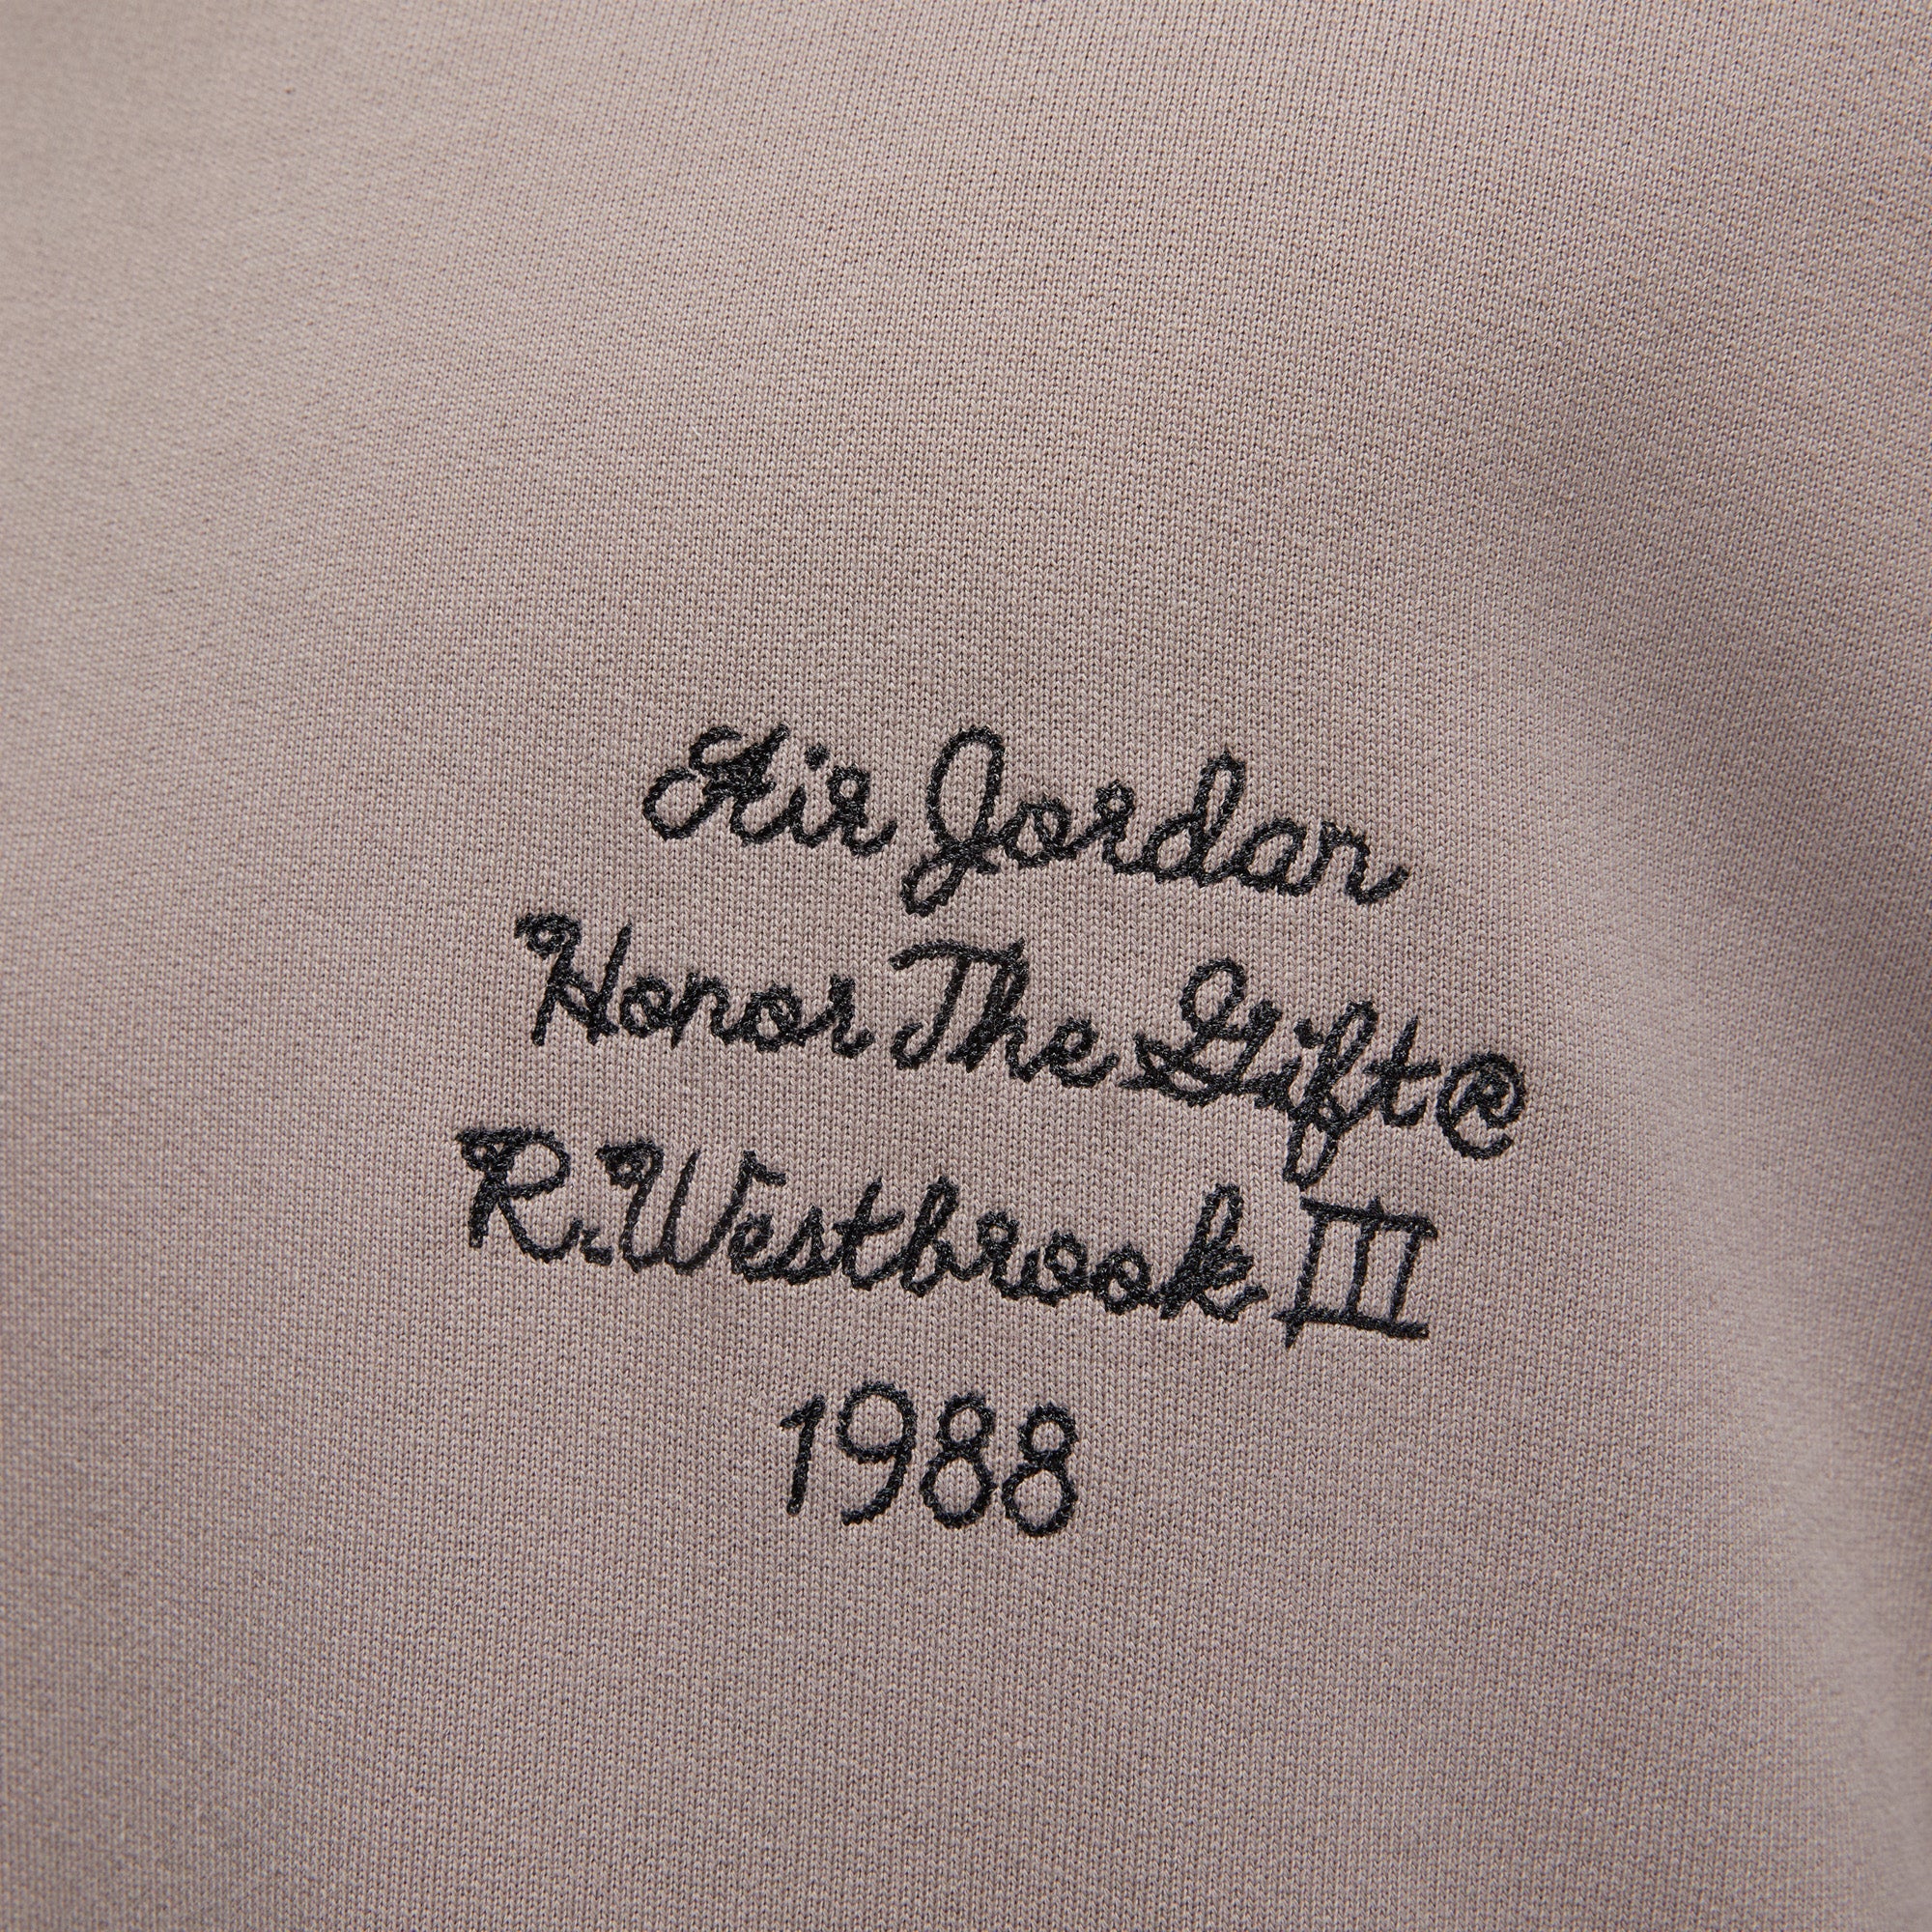 Air Jordan
Honor The Gift®
R. Westbrook III
1988